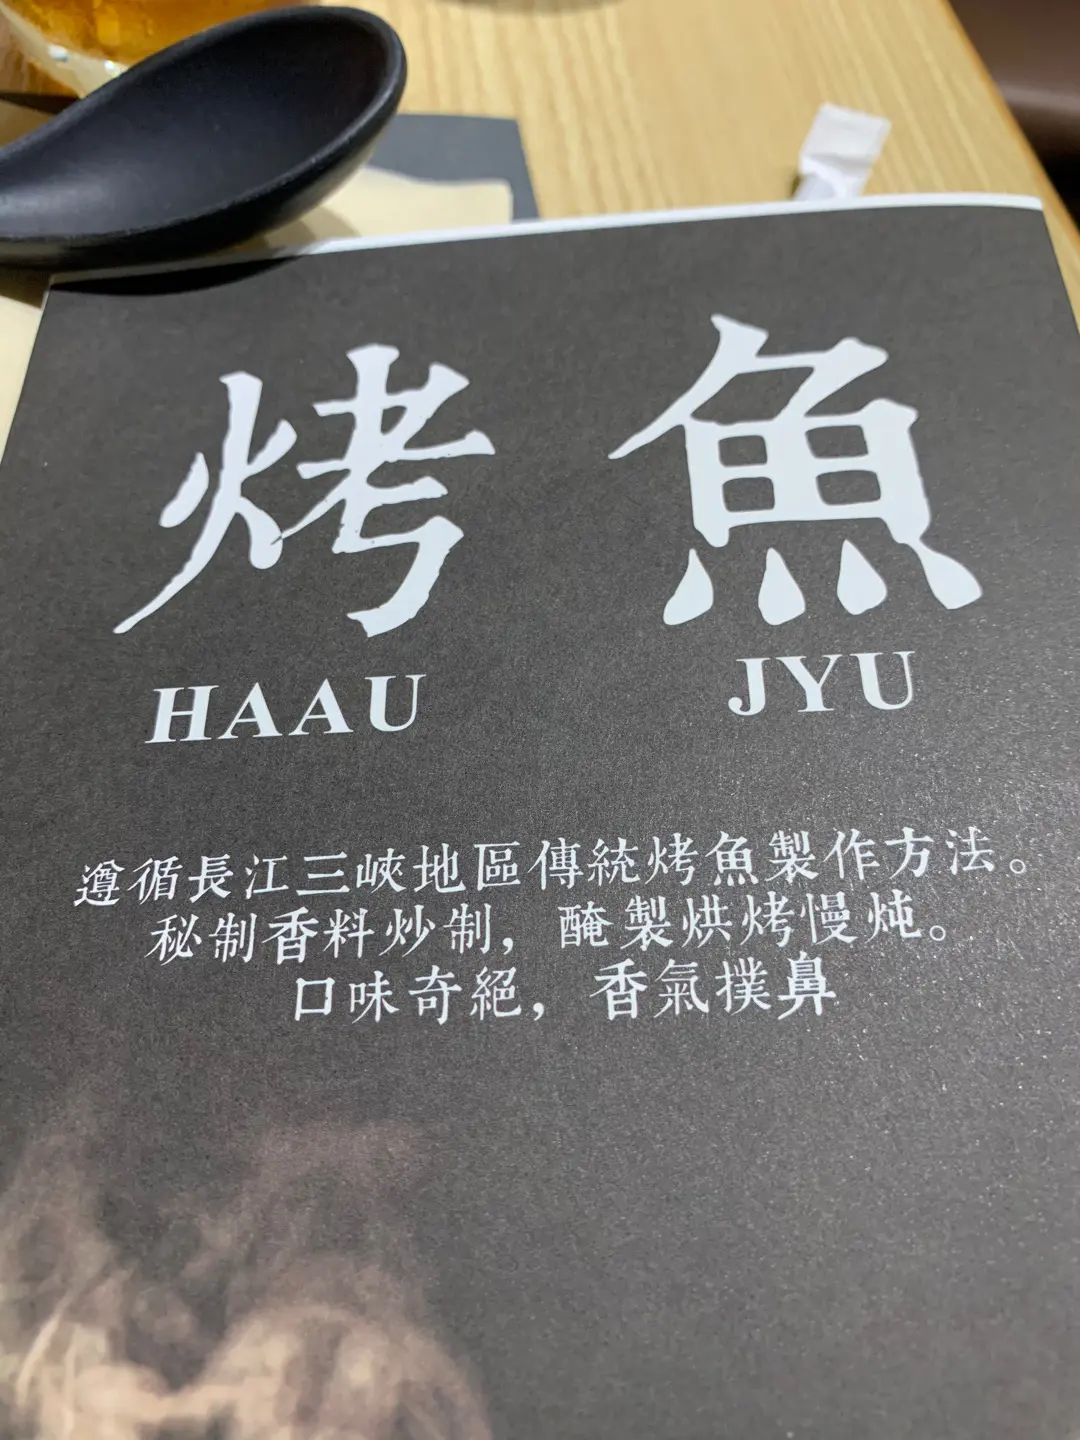 烤魚
HAAU JYU
遵循長江三峽地區傳統烤魚製作方法。
秘制香料炒制，醃製烘烤慢炖。
口味奇絕，香氣撲鼻